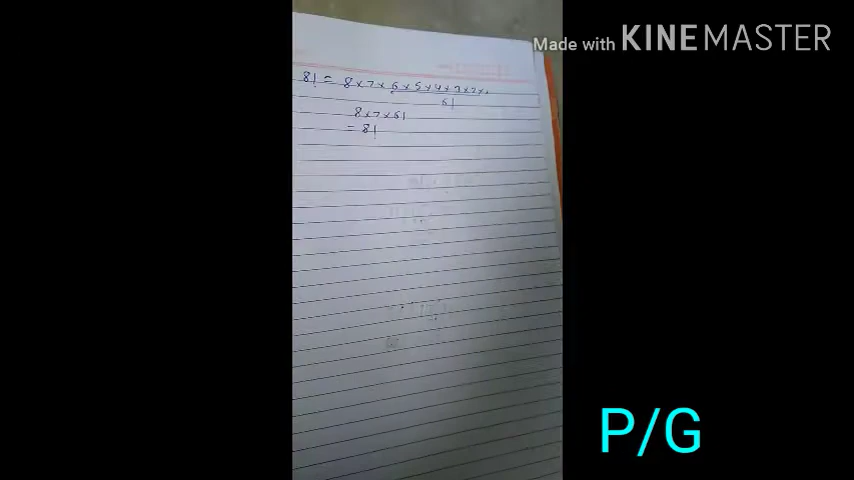 Made with KINEMASTER
8! = 8×7×6×5×4×3×2×1
6!
8×7×6!
= 8!
P/G